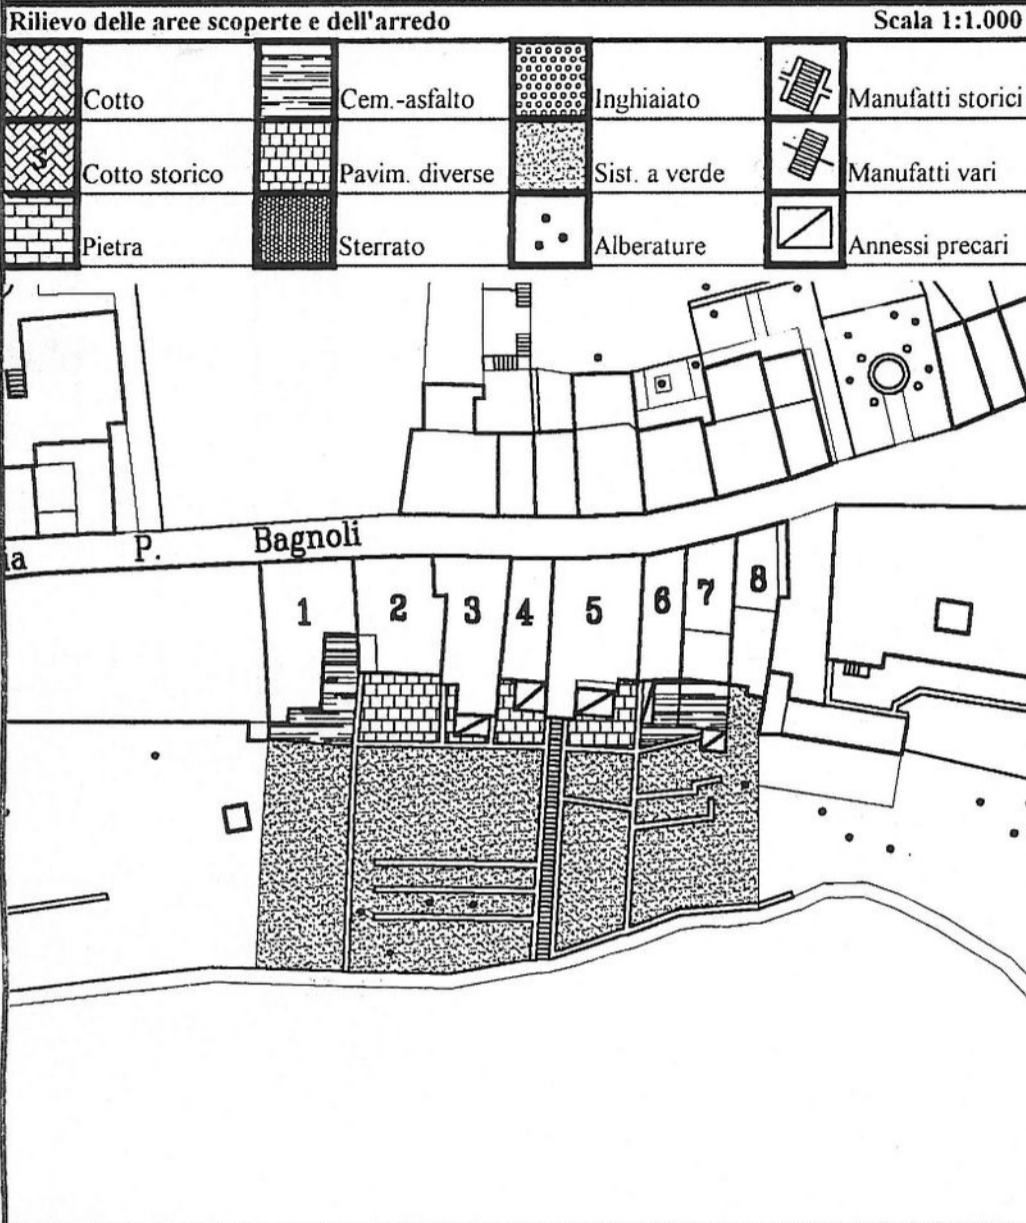 Rilievo delle aree scoperte e dell'arredo Scala 1:1.000
Cotto Cem.-asfalto Inghiaiato Manufatti storici
S Cotto storico Pavim. diverse Sist. a verde Manufatti vari
Pietra Sterrato Alberature Annessi precari
ia P. Bagnoli
1 2 3 4 5 6 7 8